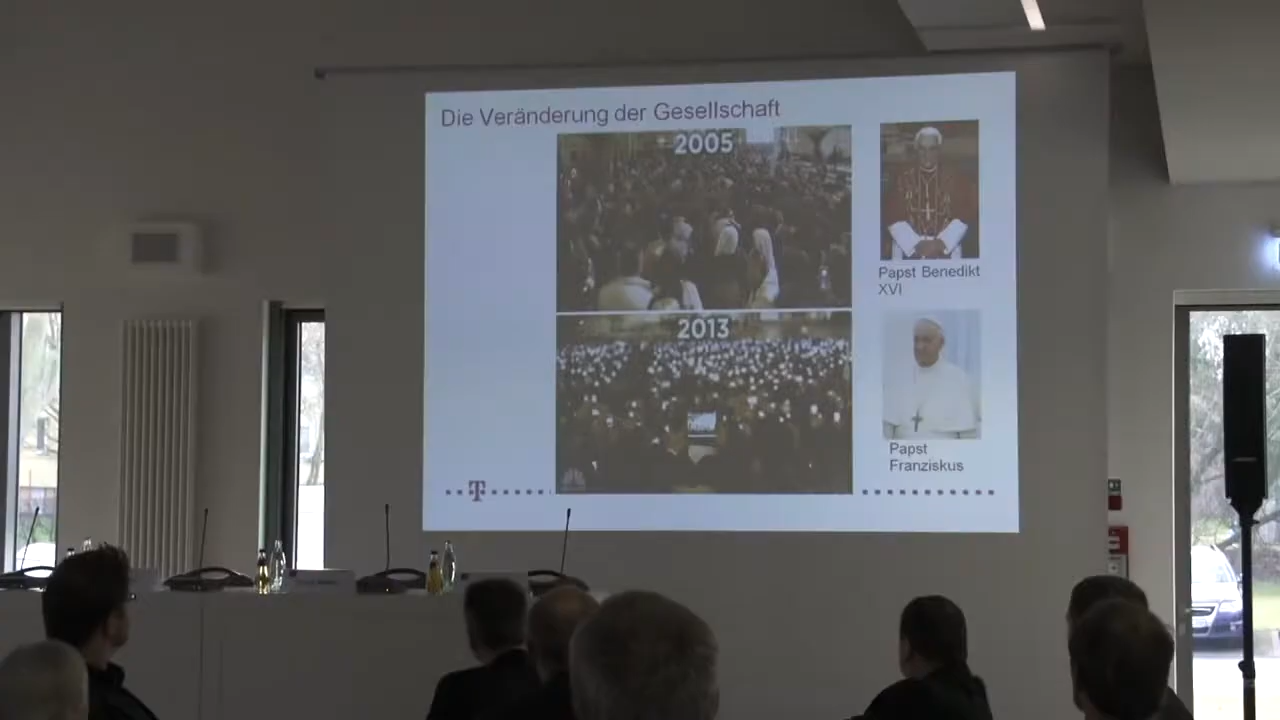 Die Veränderung der Gesellschaft
2005
Papst Benedikt
XVI
2013
Papst
Franziskus
T